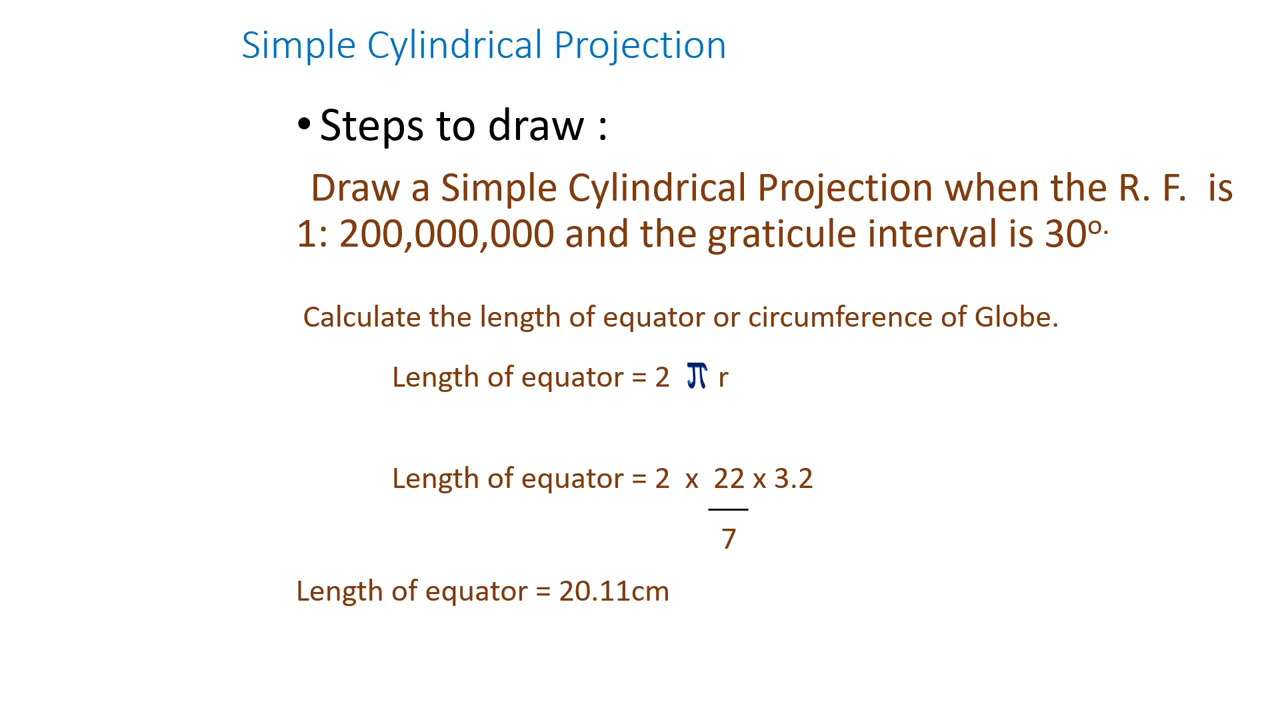 Simple Cylindrical Projection
• Steps to draw :
Draw a Simple Cylindrical Projection when the R. F. is
1: 200,000,000 and the graticule interval is 30º.
Calculate the length of equator or circumference of Globe.
Length of equator = 2 π r
Length of equator = 2 x 22 x 3.2
7
Length of equator = 20.11cm